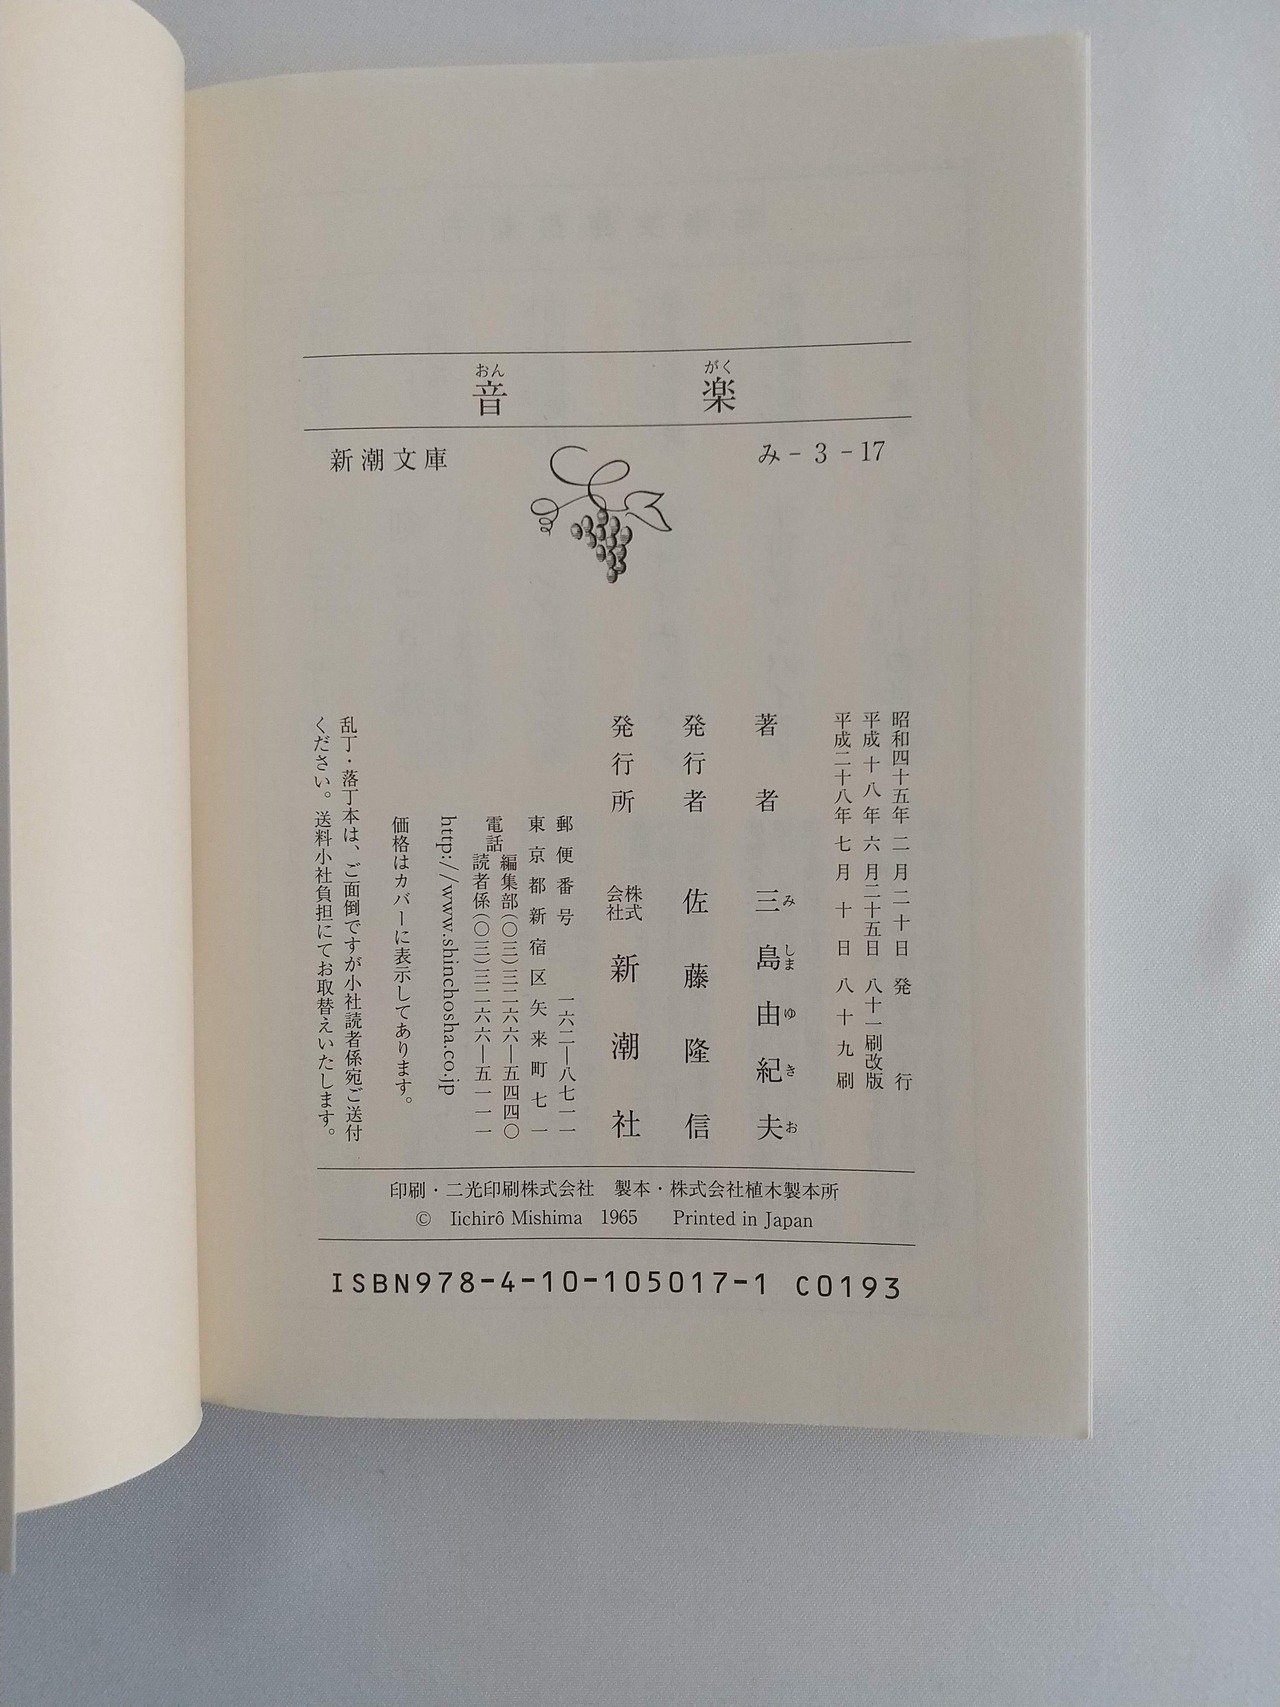 音楽
おん がく
新潮文庫
み-3-17
昭和四十五年 二月二十日 発行
平成十八年 六月二十五日 八十一刷改版
平成二十八年 七月十日 八十九刷
著者 三島由紀夫
み しま ゆ き お
発行者 佐藤隆信
発行所 株式会社 新潮社
郵便番号 一六二―八七一一
東京都新宿区矢来町七一
電話 編集部(〇三)三二六六―五四四〇
読者係(〇三)三二六六―五一一一
http://www.shinchosha.co.jp
価格はカバーに表示してあります。
乱丁・落丁本は、ご面倒ですが小社読者係宛ご送付
ください。送料小社負担にてお取替えいたします。
印刷・二光印刷株式会社 製本・株式会社植木製本所
© Iichirô Mishima 1965 Printed in Japan
ISBN978-4-10-105017-1 C0193